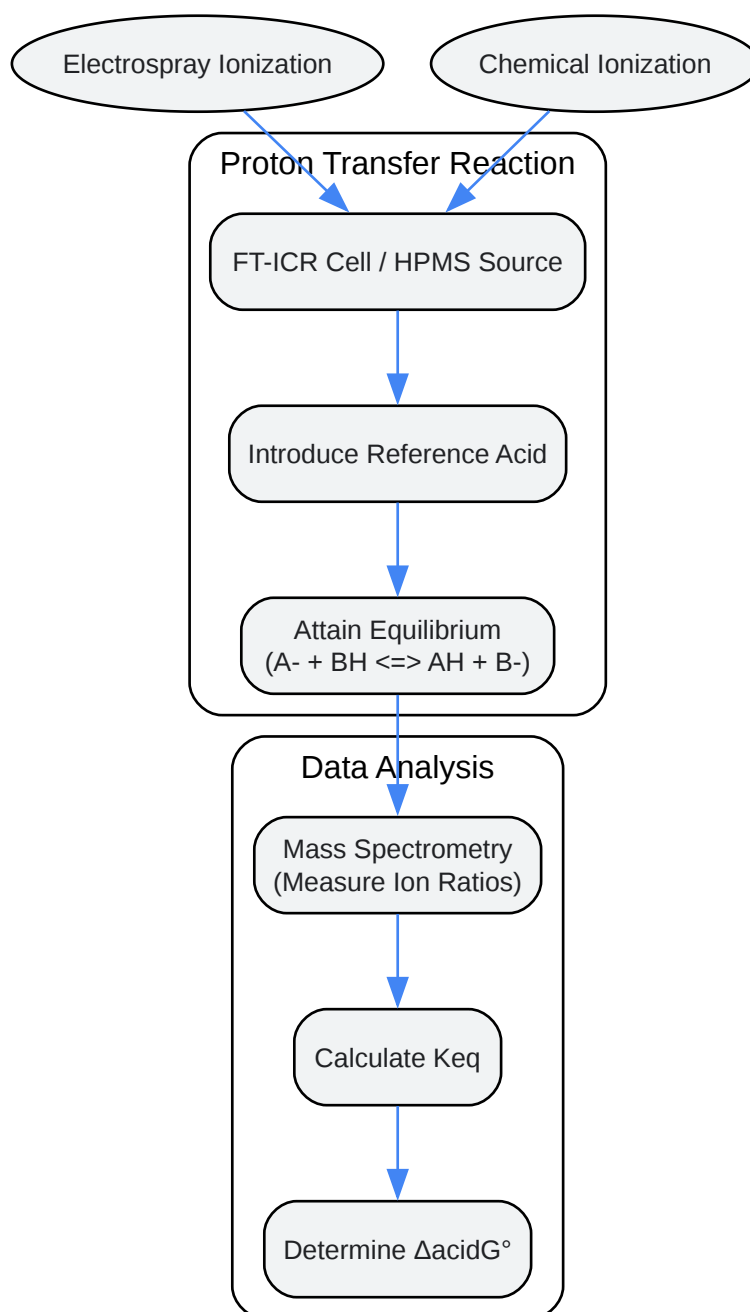 Electrospray Ionization
Chemical Ionization
Proton Transfer Reaction
FT-ICR Cell / HPMS Source
Introduce Reference Acid
Attain Equilibrium
(A- + BH <=> AH + B-)
Data Analysis
Mass Spectrometry
(Measure Ion Ratios)
Calculate Keq
Determine ΔacidG°